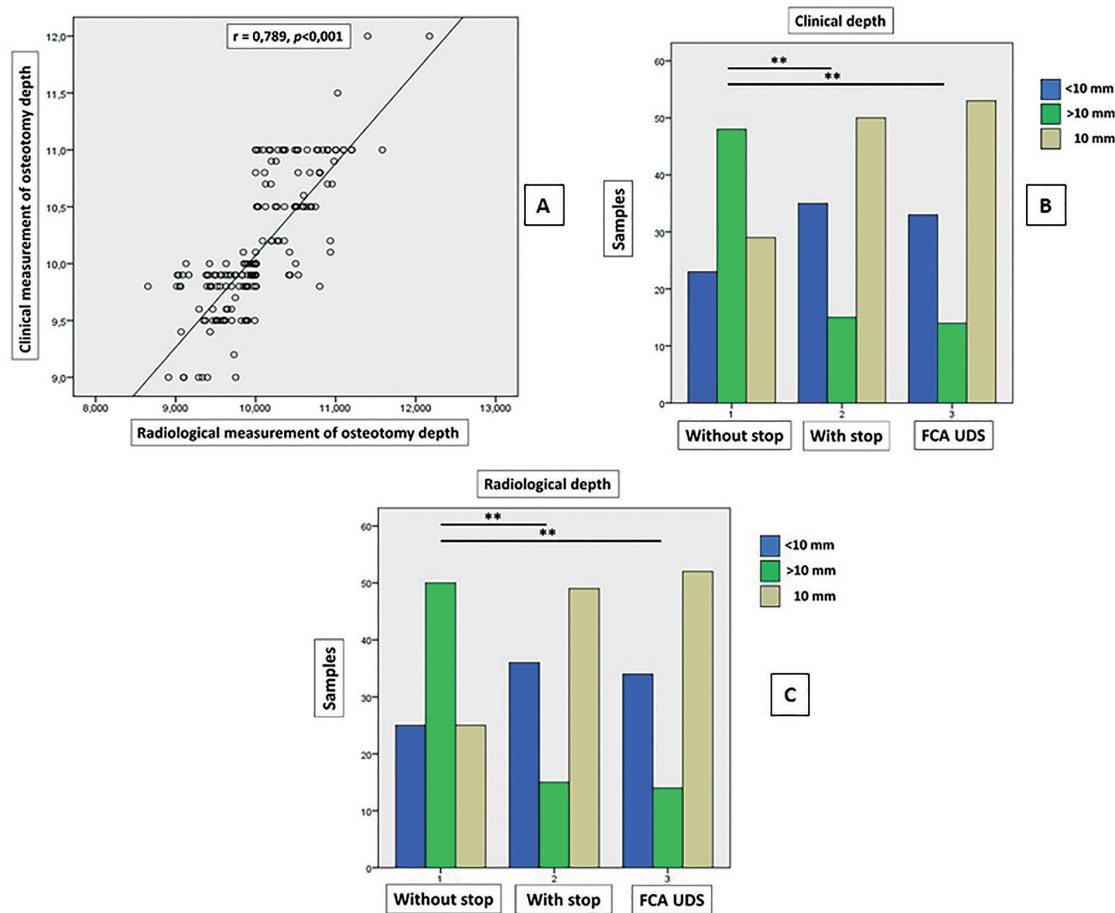 r = 0,789, p<0,001
Clinical measurement of osteotomy depth
12,0
11,5
11,0
10,5
10,0
9,5
9,0
8,000 9,000 10,000 11,000 12,000 13,000
Radiological measurement of osteotomy depth
A
Clinical depth
**
**
Samples
60
50
40
30
20
10
0
1 2 3
Without stop With stop FCA UDS
<10 mm
>10 mm
10 mm
B
Radiological depth
**
**
Samples
60
50
40
30
20
10
0
1 2 3
Without stop With stop FCA UDS
<10 mm
>10 mm
10 mm
C